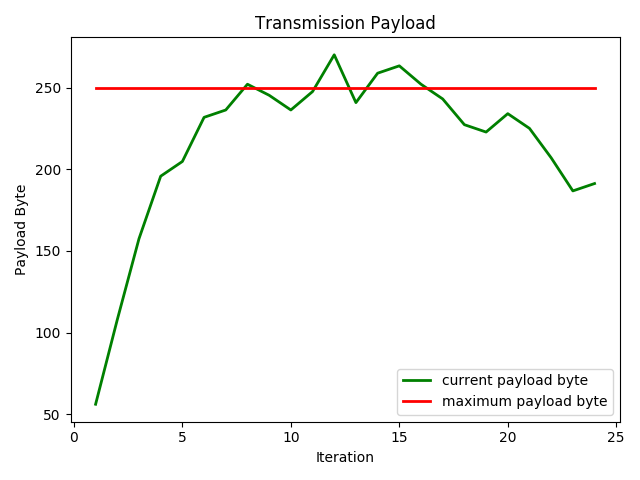 Transmission Payload
250
200
150
100
50
Payload Byte
0
5
10
15
20
25
Iteration
current payload byte
maximum payload byte